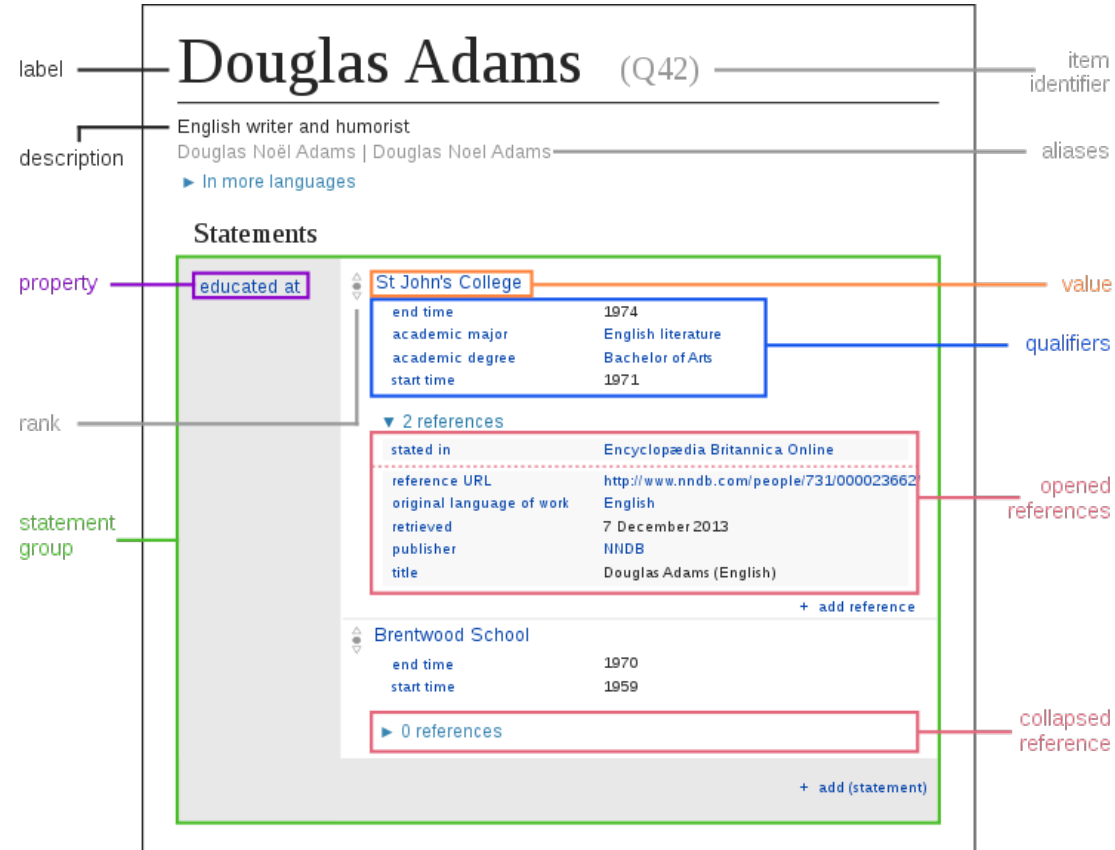 label
Douglas Adams (Q42)
item
identifier
description
English writer and humorist
Douglas Noël Adams | Douglas Noel Adams
aliases
► In more languages
Statements
property
educated at
St John's College
value
end time 1974
academic major English literature
academic degree Bachelor of Arts
start time 1971
qualifiers
rank
▼ 2 references
stated in Encyclopædia Britannica Online
reference URL http://www.nndb.com/people/731/000023662/
original language of work English
retrieved 7 December 2013
publisher NNDB
title Douglas Adams (English)
opened
references
statement
group
+ add reference
Brentwood School
end time 1970
start time 1959
► 0 references
collapsed
reference
+ add (statement)